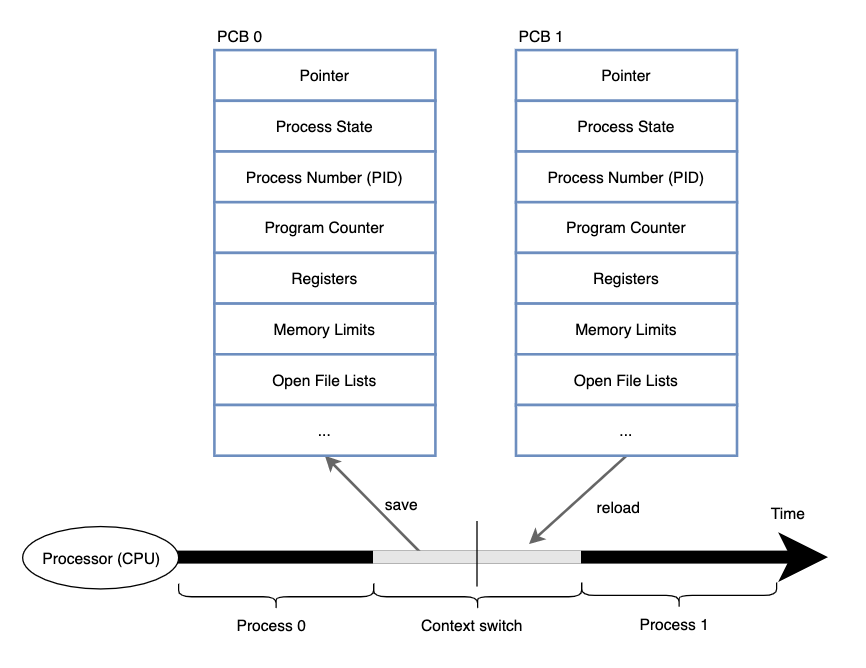 PCB 0
Pointer
Process State
Process Number (PID)
Program Counter
Registers
Memory Limits
Open File Lists
...
PCB 1
Pointer
Process State
Process Number (PID)
Program Counter
Registers
Memory Limits
Open File Lists
...
save
reload
Time
Processor (CPU)
Process 0
Context switch
Process 1